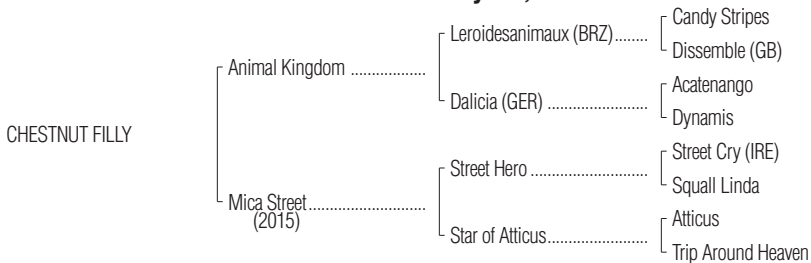 Candy Stripes
Leroidesanimaux (BRZ)........
Dissemble (GB)
Animal Kingdom ..................
Acatenango
Dalicia (GER) ........................
Dynamis
CHESTNUT FILLY
Street Cry (IRE)
Street Hero ............................
Squall Linda
Mica Street............................
(2015)
Atticus
Star of Atticus........................
Trip Around Heaven